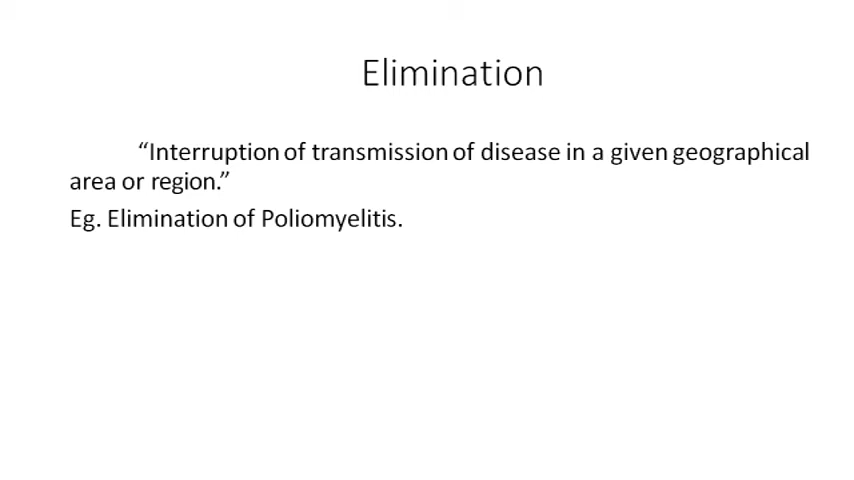 Elimination
“Interruption of transmission of disease in a given geographical
area or region.”
Eg. Elimination of Poliomyelitis.